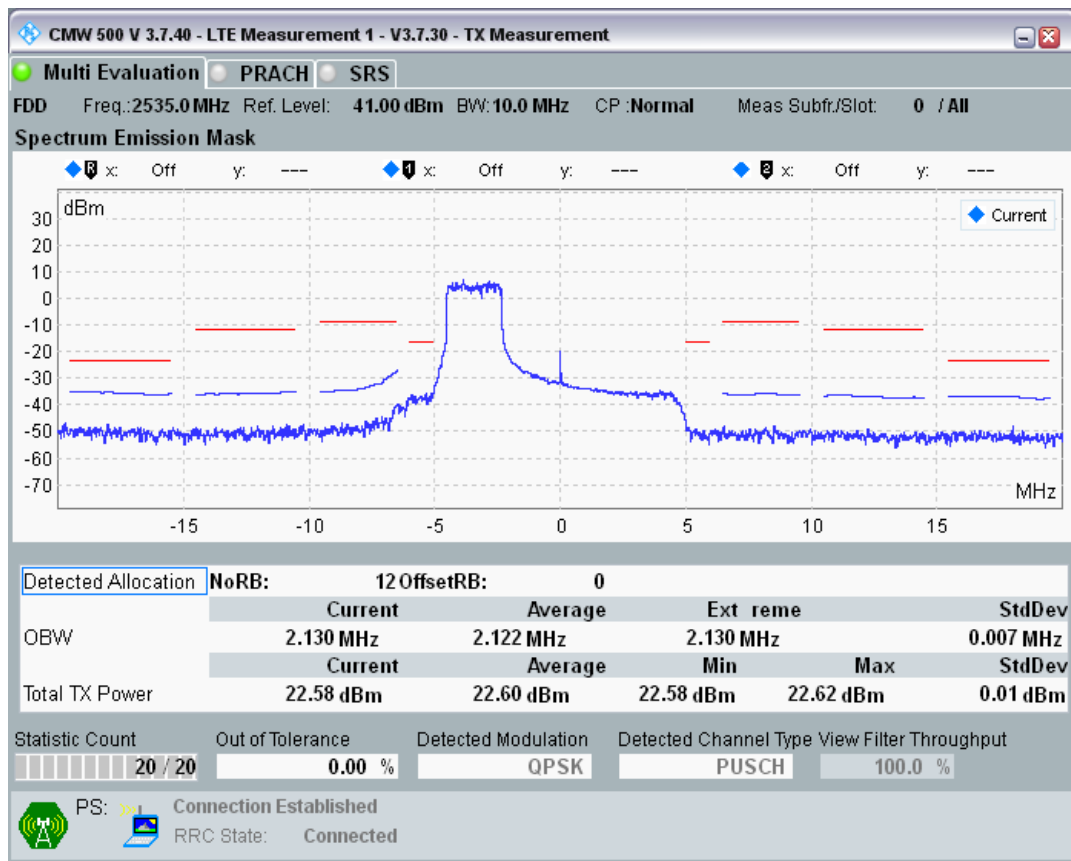 CMW 500 V 3.7.40 - LTE Measurement 1 - V3.7.30 - TX Measurement
Multi Evaluation PRACH SRS
FDD Freq.:2535.0 MHz Ref. Level: 41.00 dBm BW: 10.0 MHz CP :Normal Meas Subfr./Slot: 0 / All
Spectrum Emission Mask
R x: Off y: --- 1 x: Off y: --- 2 x: Off y: ---
dBm
Current
30
20
10
0
-10
-20
-30
-40
-50
-60
-70
MHz
-15 -10 -5 0 5 10 15
Detected Allocation NoRB: 12 OffsetRB: 0
Current Average Ext reme StdDev
OBW 2.130 MHz 2.122 MHz 2.130 MHz 0.007 MHz
Current Average Min Max StdDev
Total TX Power 22.58 dBm 22.60 dBm 22.58 dBm 22.62 dBm 0.01 dBm
Statistic Count Out of Tolerance Detected Modulation Detected Channel Type View Filter Throughput
20 / 20 0.00 % QPSK PUSCH 100.0 %
PS: Connection Established
RRC State: Connected